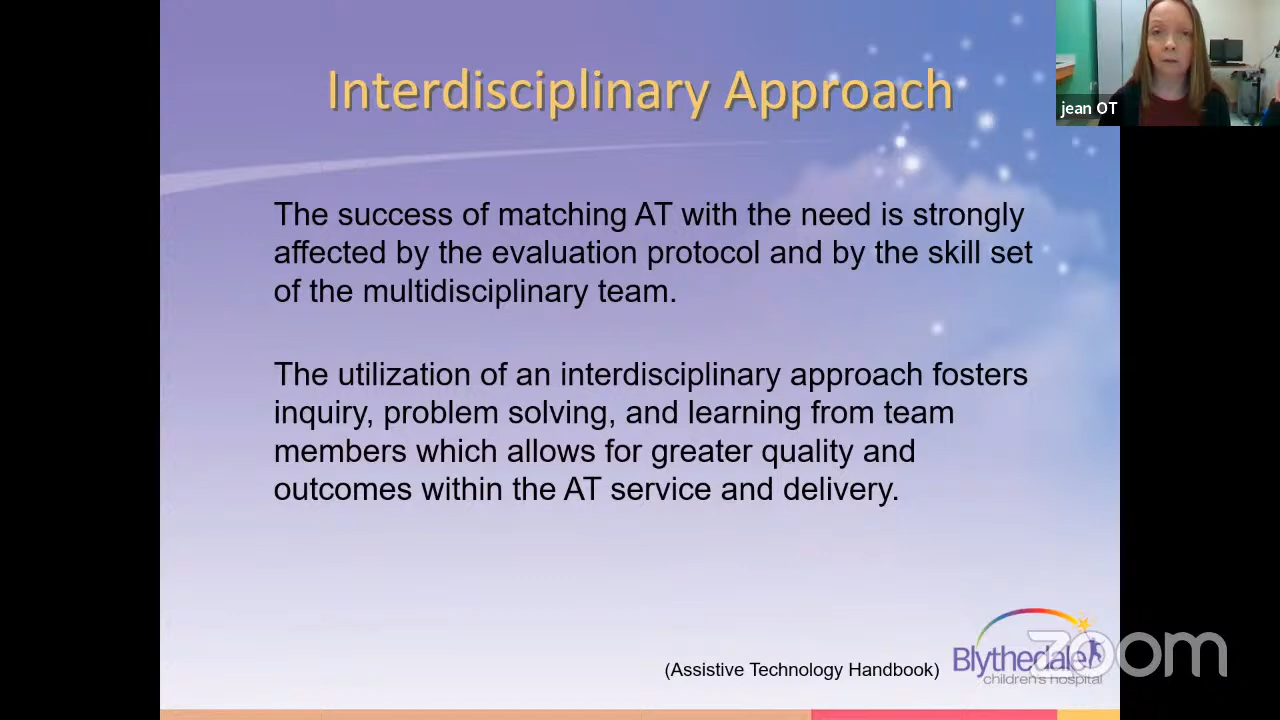 Interdisciplinary Approach
jean OT
The success of matching AT with the need is strongly
affected by the evaluation protocol and by the skill set
of the multidisciplinary team.
The utilization of an interdisciplinary approach fosters
inquiry, problem solving, and learning from team
members which allows for greater quality and
outcomes within the AT service and delivery.
(Assistive Technology Handbook)
Blythedale
children's hospital
zoom